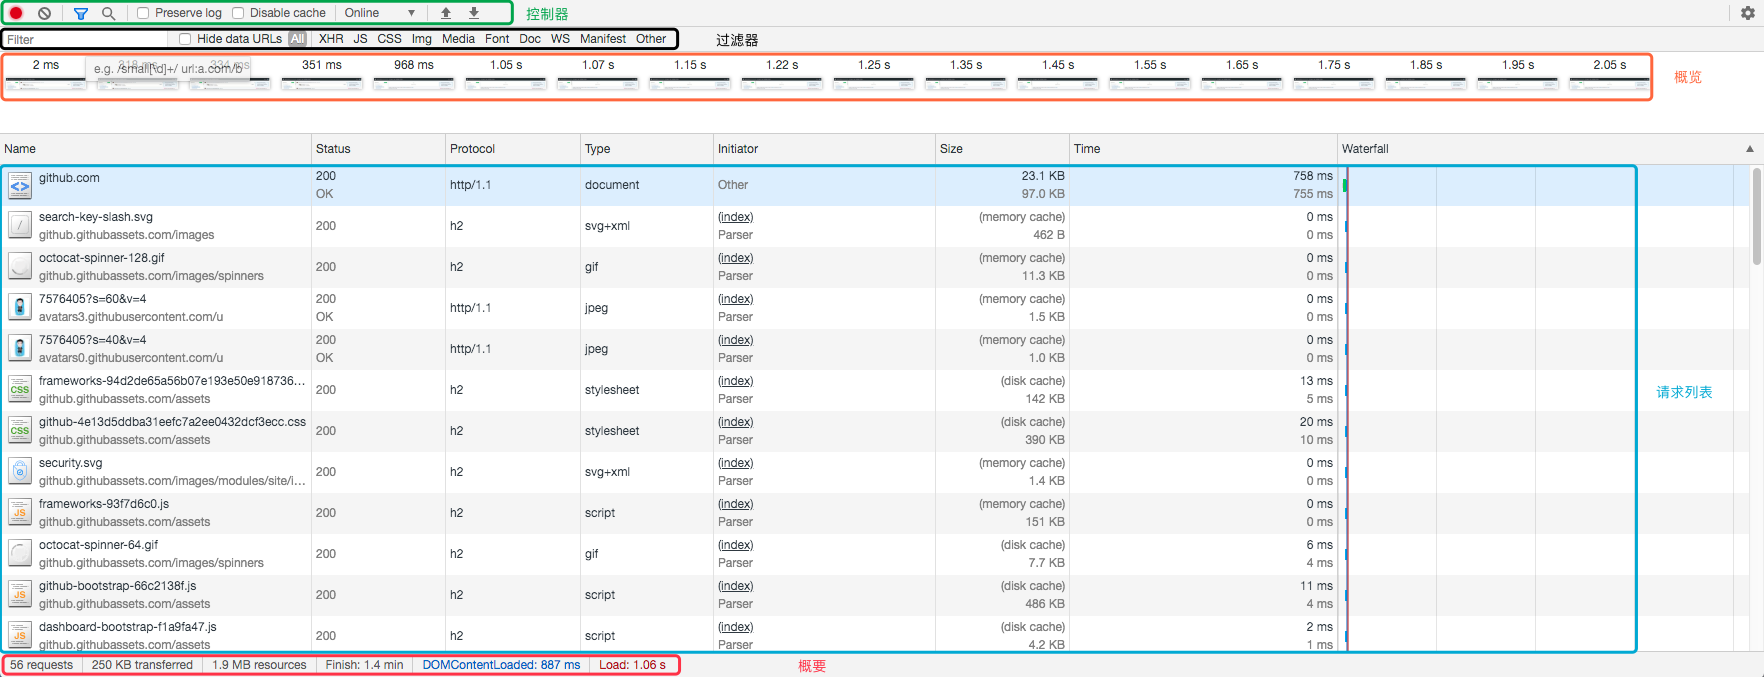 Preserve log Disable cache Online 控制器
Filter Hide data URLs All XHR JS CSS Img Media Font Doc WS Manifest Other 过滤器
2 ms 218 ms 334 ms 351 ms 968 ms 1.05 s 1.07 s 1.15 s 1.22 s 1.25 s 1.35 s 1.45 s 1.55 s 1.65 s 1.75 s 1.85 s 1.95 s 2.05 s
e.g. /small[\d]+/ url:a.com/b
概览
Name Status Protocol Type Initiator Size Time Waterfall
github.com 200 OK http/1.1 document Other 23.1 KB 97.0 KB 758 ms 755 ms
search-key-slash.svg github.githubassets.com/images 200 h2 svg+xml (index) Parser (memory cache) 462 B 0 ms 0 ms
octocat-spinner-128.gif github.githubassets.com/images/spinners 200 h2 gif (index) Parser (memory cache) 11.3 KB 0 ms 0 ms
7576405?s=60&v=4 avatars3.githubusercontent.com/u 200 OK http/1.1 jpeg (index) Parser (memory cache) 1.5 KB 0 ms 0 ms
7576405?s=40&v=4 avatars0.githubusercontent.com/u 200 OK http/1.1 jpeg (index) Parser (memory cache) 1.0 KB 0 ms 0 ms
CSS frameworks-94d2de65a56b07e193e50e918736... github.githubassets.com/assets 200 h2 stylesheet (index) Parser (disk cache) 142 KB 13 ms 5 ms
请求列表
CSS github-4e13d5ddba31eefc7a2ee0432dcf3ecc.css github.githubassets.com/assets 200 h2 stylesheet (index) Parser (disk cache) 390 KB 20 ms 10 ms
security.svg github.githubassets.com/images/modules/site/i... 200 h2 svg+xml (index) Parser (memory cache) 1.4 KB 0 ms 0 ms
JS frameworks-93f7d6c0.js github.githubassets.com/assets 200 h2 script (index) Parser (memory cache) 151 KB 0 ms 0 ms
octocat-spinner-64.gif github.githubassets.com/images/spinners 200 h2 gif (index) Parser (disk cache) 7.7 KB 6 ms 4 ms
JS github-bootstrap-66c2138f.js github.githubassets.com/assets 200 h2 script (index) Parser (disk cache) 486 KB 11 ms 4 ms
JS dashboard-bootstrap-f1a9fa47.js github.githubassets.com/assets 200 h2 script (index) Parser (disk cache) 4.2 KB 2 ms 1 ms
56 requests 250 KB transferred 1.9 MB resources Finish: 1.4 min DOMContentLoaded: 887 ms Load: 1.06 s 概要